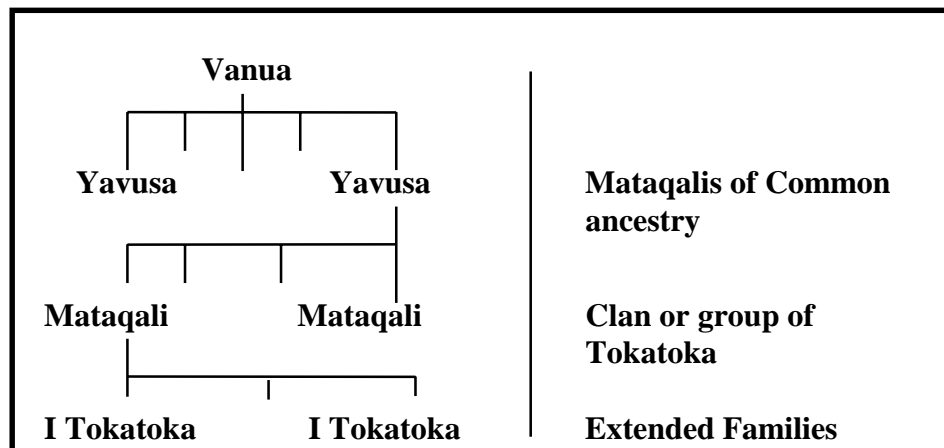 Vanua
Yavusa Yavusa Mataqalis of Common
ancestry
Mataqali Mataqali Clan or group of
Tokatoka
I Tokatoka I Tokatoka Extended Families